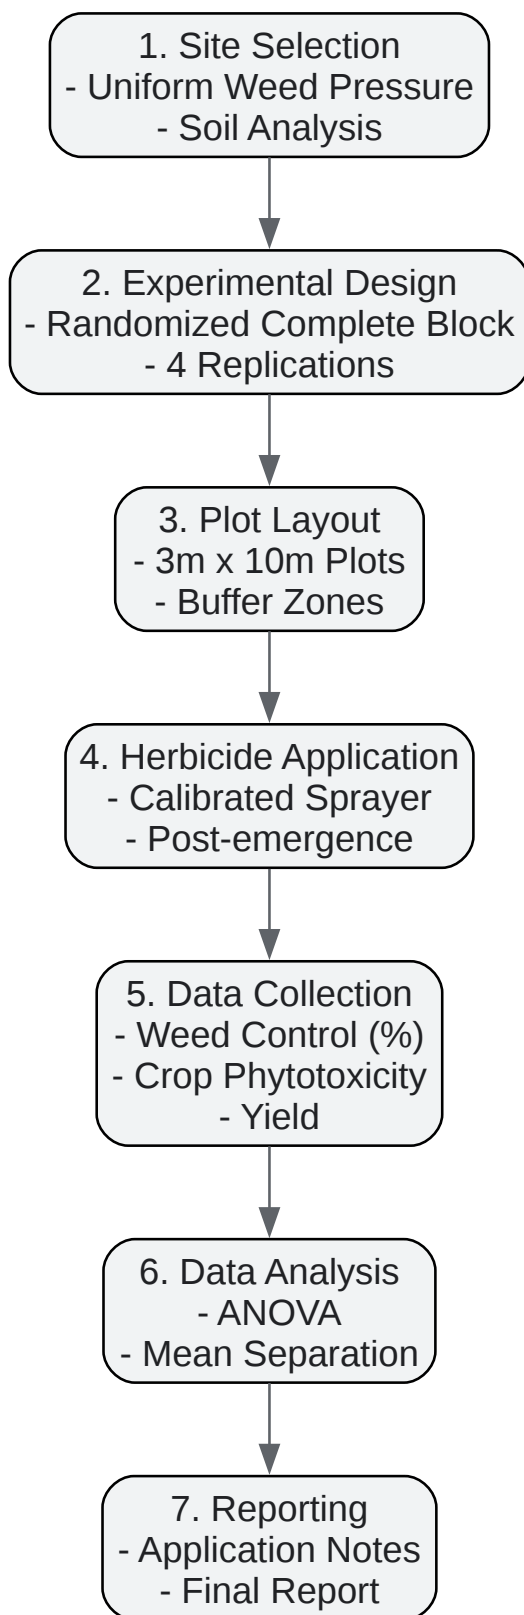 1. Site Selection
- Uniform Weed Pressure
- Soil Analysis
2. Experimental Design
- Randomized Complete Block
- 4 Replications
3. Plot Layout
- 3m x 10m Plots
- Buffer Zones
4. Herbicide Application
- Calibrated Sprayer
- Post-emergence
5. Data Collection
- Weed Control (%)
- Crop Phytotoxicity
- Yield
6. Data Analysis
- ANOVA
- Mean Separation
7. Reporting
- Application Notes
- Final Report